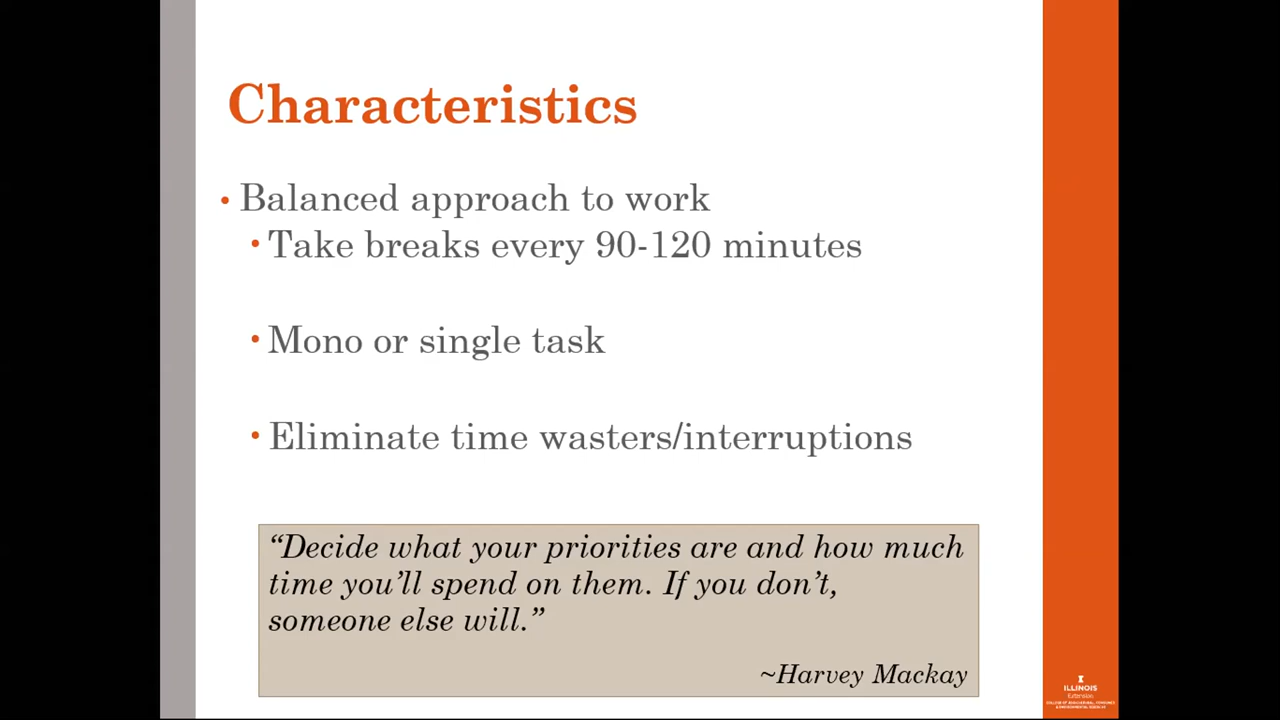 Characteristics
• Balanced approach to work
• Take breaks every 90-120 minutes
• Mono or single task
• Eliminate time wasters/interruptions
“Decide what your priorities are and how much
time you’ll spend on them. If you don’t,
someone else will.”
~Harvey Mackay
I
ILLINOIS
Extension